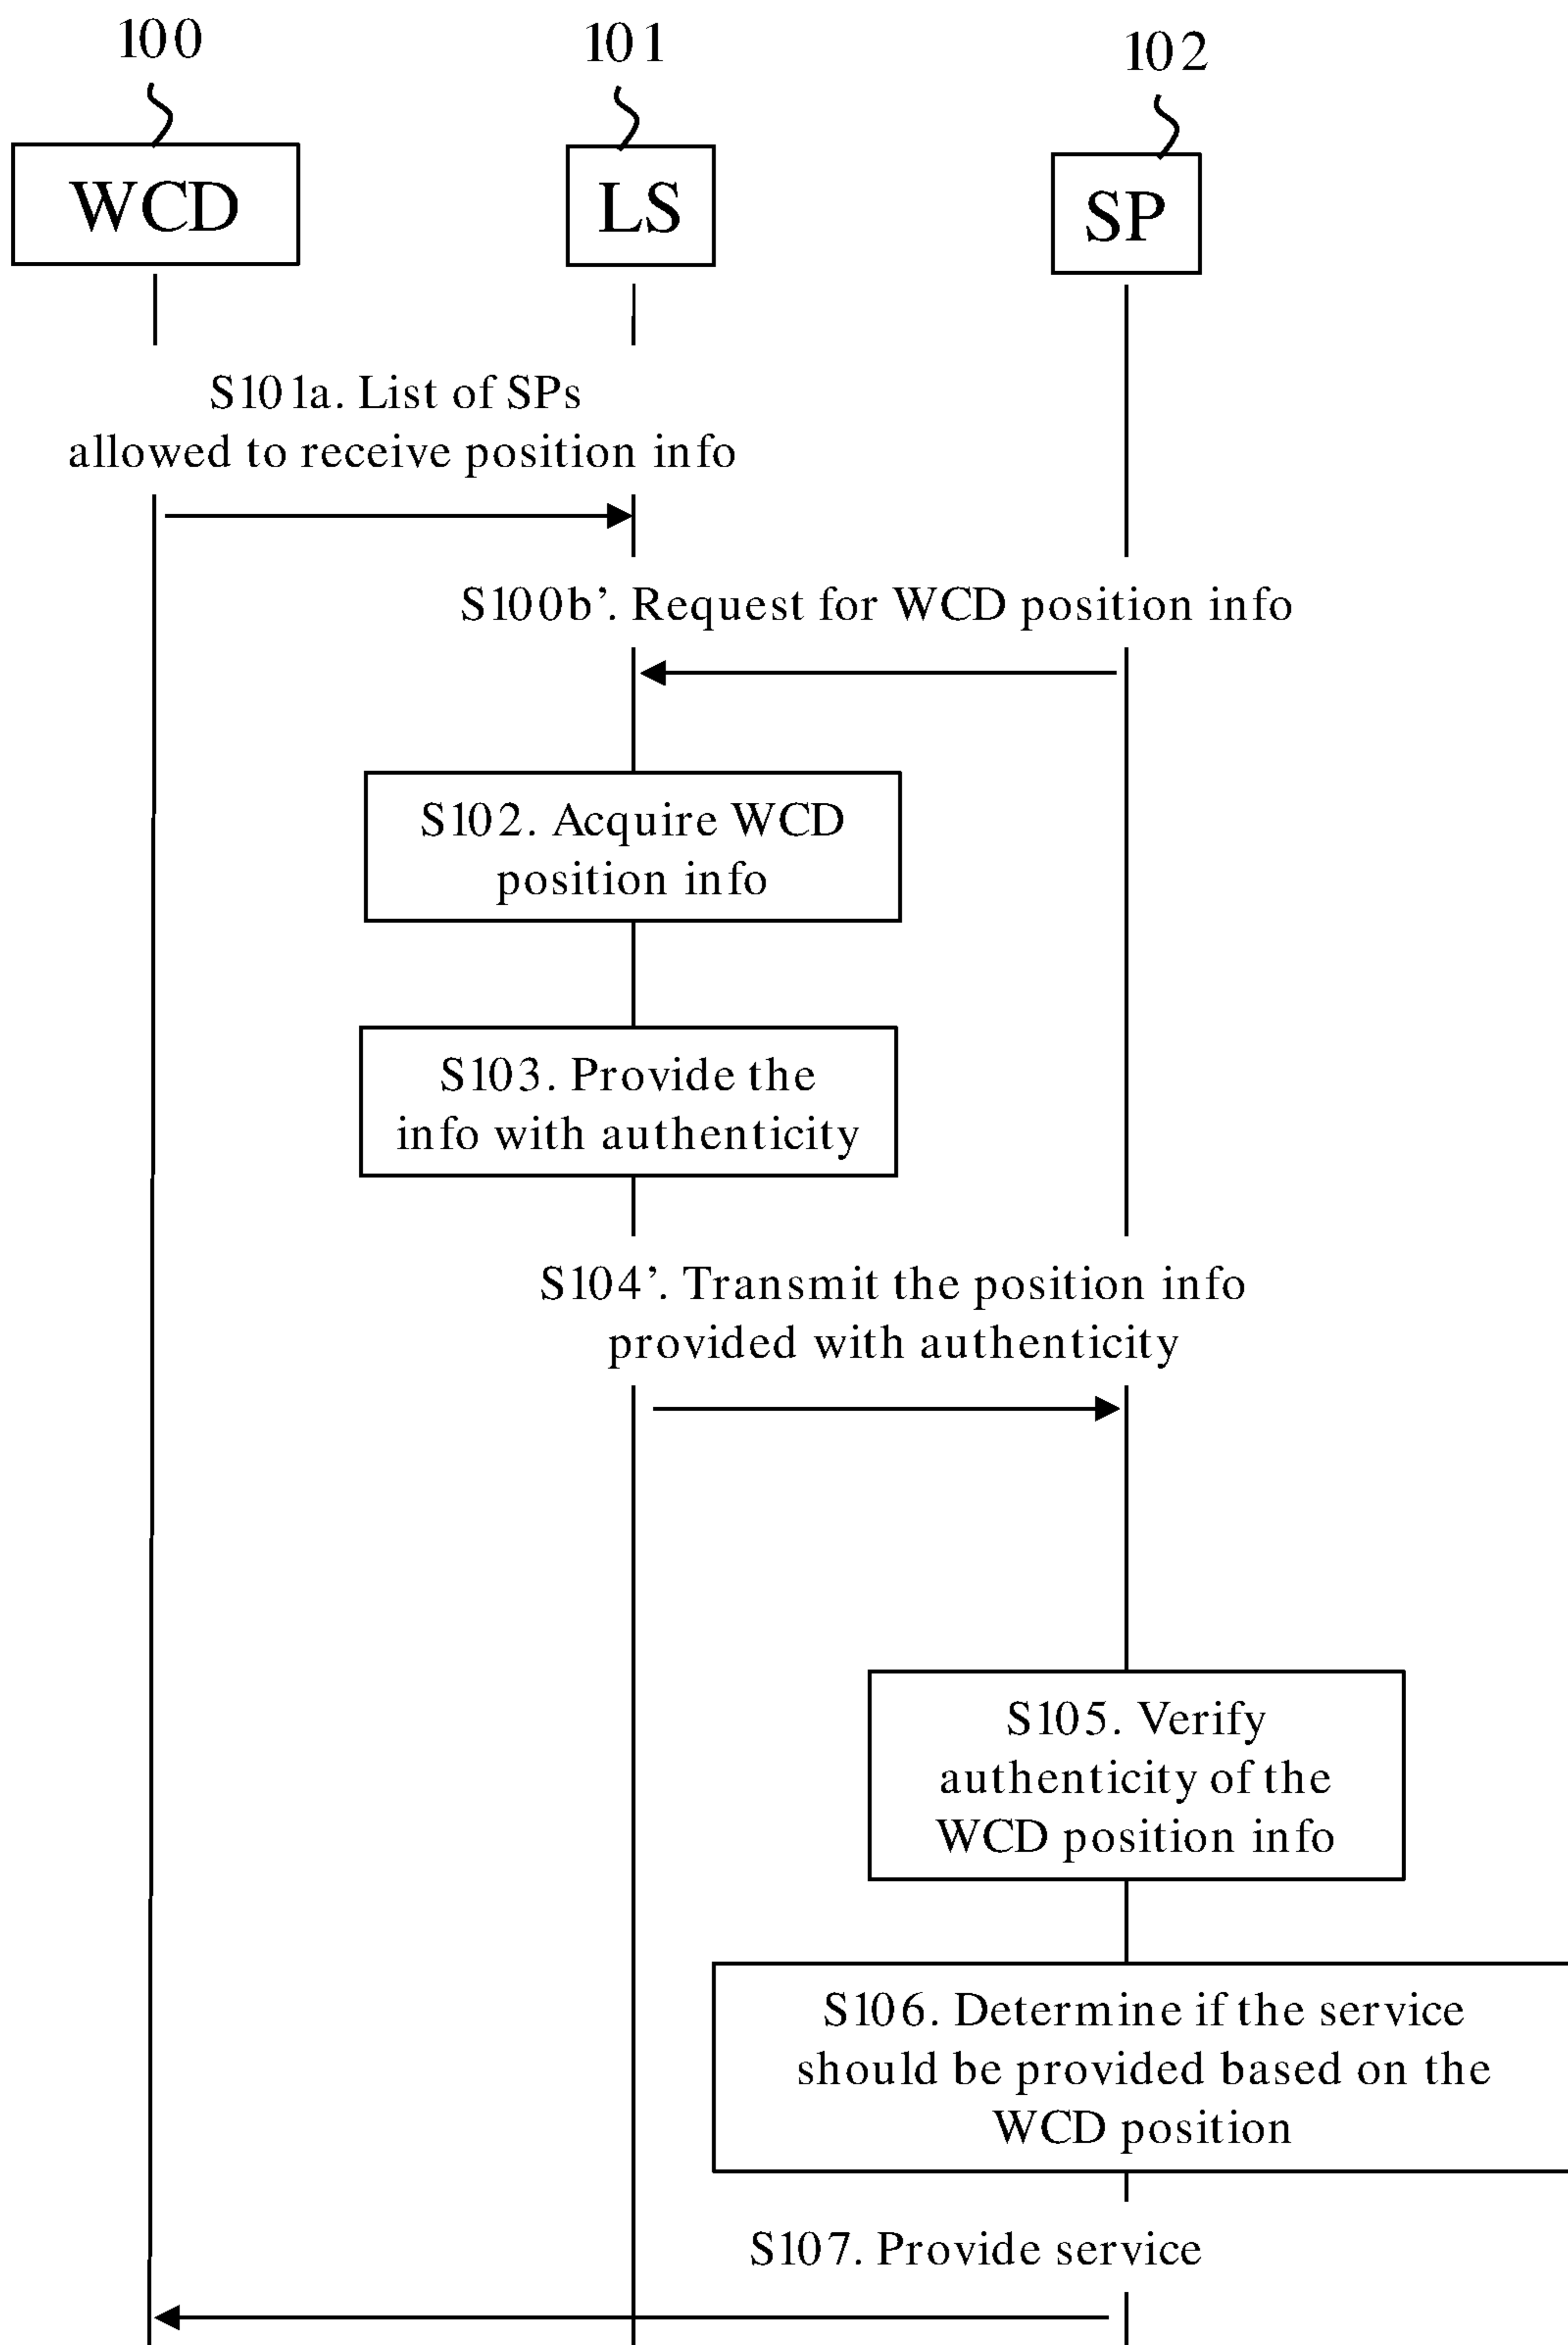 100
101
102
WCD
LS
SP
S101a. List of SPs
allowed to receive position info
S100b’. Request for WCD position info
S102. Acquire WCD
position info
S103. Provide the
info with authenticity
S104’. Transmit the position info
provided with authenticity
S105. Verify
authenticity of the
WCD position info
S106. Determine if the service
should be provided based on the
WCD position
S107. Provide service